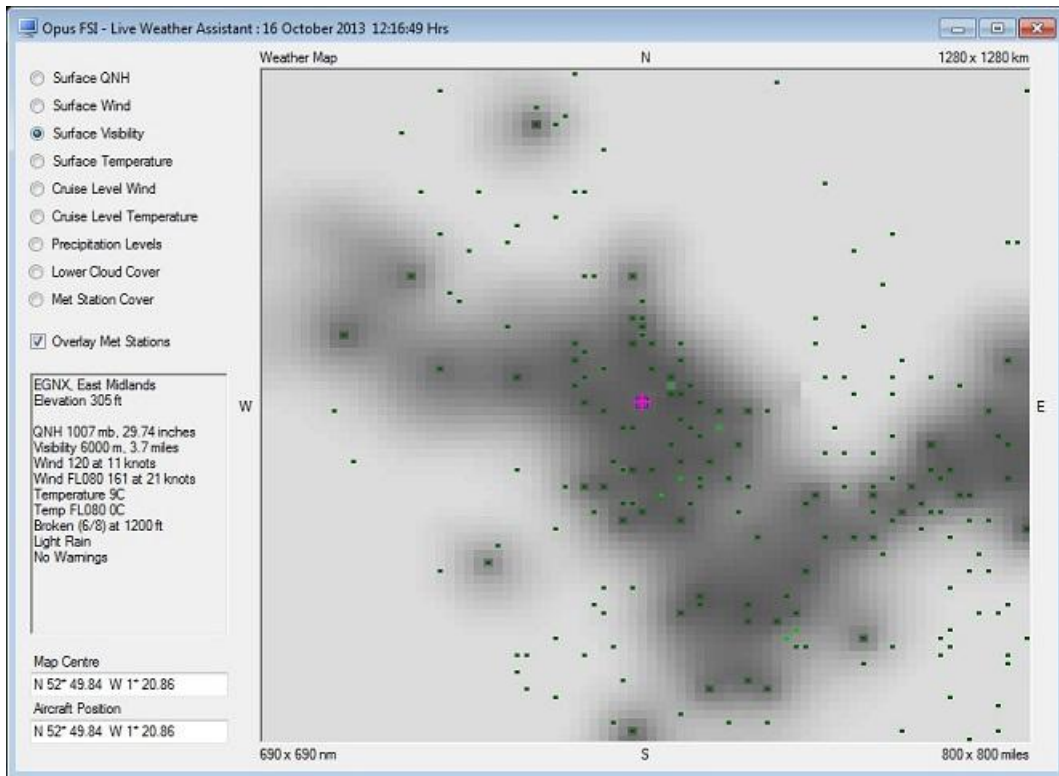 Opus FSI - Live Weather Assistant : 16 October 2013 12:16:49 Hrs
Weather Map
N
1280 x 1280 km
Surface QNH
Surface Wind
Surface Visibility
Surface Temperature
Cruise Level Wind
Cruise Level Temperature
Precipitation Levels
Lower Cloud Cover
Met Station Cover
Overlay Met Stations
EGNX, East Midlands
Elevation 305 ft
QNH 1007 mb, 29.74 inches
Visibility 6000 m, 3.7 miles
Wind 120 at 11 knots
Wind FL080 161 at 21 knots
Temperature 9C
Temp FL080 0C
Broken (6/8) at 1200 ft
Light Rain
No Warnings
W
E
Map Centre
N 52* 49.84 W 1* 20.86
Aircraft Position
N 52* 49.84 W 1* 20.86
690 x 690 nm
S
800 x 800 miles